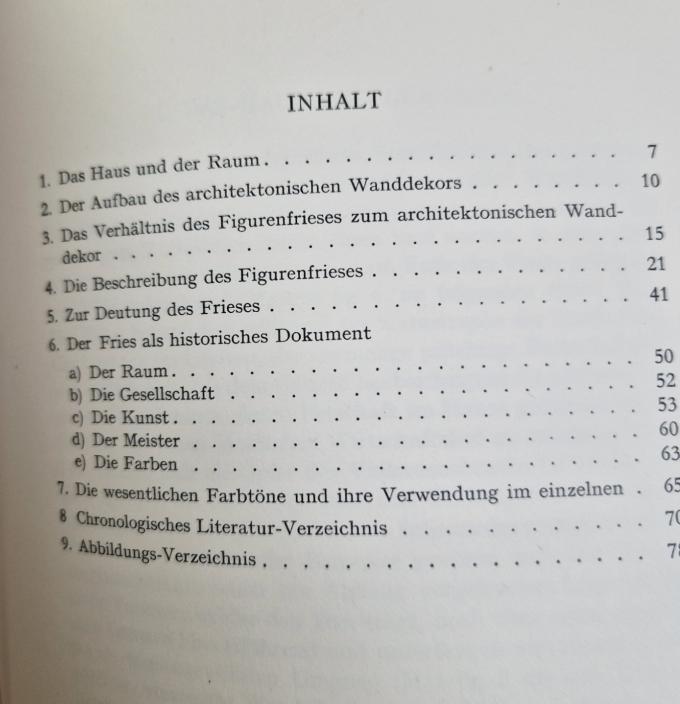 INHALT
1. Das Haus und der Raum . . . . . . . . . . . . . . . . . . 7
2. Der Aufbau des architektonischen Wanddekors . . . . . . . . 10
3. Das Verhältnis des Figurenfrieses zum architektonischen Wand-
dekor . . . . . . . . . . . . . . . . . . . . . . . . 15
4. Die Beschreibung des Figurenfrieses . . . . . . . . . . . . . 21
5. Zur Deutung des Frieses . . . . . . . . . . . . . . . . . . 41
6. Der Fries als historisches Dokument
a) Der Raum . . . . . . . . . . . . . . . . . . . . . . 50
b) Die Gesellschaft . . . . . . . . . . . . . . . . . . . 52
c) Die Kunst . . . . . . . . . . . . . . . . . . . . . . 53
d) Der Meister . . . . . . . . . . . . . . . . . . . . . 60
e) Die Farben . . . . . . . . . . . . . . . . . . . . . 63
7. Die wesentlichen Farbtöne und ihre Verwendung im einzelnen . 65
8 Chronologisches Literatur-Verzeichnis . . . . . . . . . . . 70
9. Abbildungs-Verzeichnis . . . . . . . . . . . . . . . . . . 78